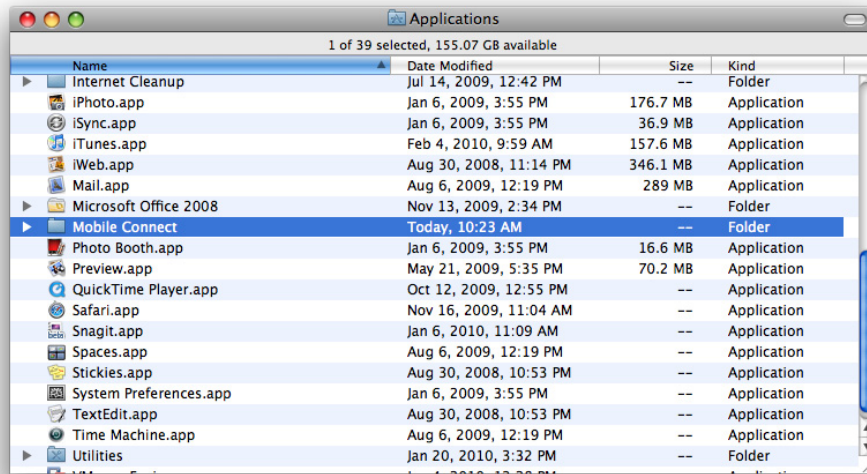 Applications
1 of 39 selected, 155.07 GB available
Name Date Modified Size Kind
Internet Cleanup Jul 14, 2009, 12:42 PM -- Folder
iPhoto.app Jan 6, 2009, 3:55 PM 176.7 MB Application
iSync.app Jan 6, 2009, 3:55 PM 36.9 MB Application
iTunes.app Feb 4, 2010, 9:59 AM 157.6 MB Application
iWeb.app Aug 30, 2008, 11:14 PM 346.1 MB Application
Mail.app Aug 6, 2009, 12:19 PM 289 MB Application
Microsoft Office 2008 Nov 13, 2009, 2:34 PM -- Folder
Mobile Connect Today, 10:23 AM -- Folder
Photo Booth.app Jan 6, 2009, 3:55 PM 16.6 MB Application
Preview.app May 21, 2009, 5:35 PM 70.2 MB Application
QuickTime Player.app Oct 12, 2009, 12:55 PM -- Application
Safari.app Nov 16, 2009, 11:04 AM -- Application
Snagit.app Jan 6, 2010, 11:09 AM -- Application
Spaces.app Aug 6, 2009, 12:19 PM -- Application
Stickies.app Aug 30, 2008, 10:53 PM -- Application
System Preferences.app Jan 6, 2009, 3:55 PM -- Application
TextEdit.app Aug 30, 2008, 10:53 PM -- Application
Time Machine.app Aug 6, 2009, 12:19 PM -- Application
Utilities Jan 20, 2010, 3:32 PM -- Folder